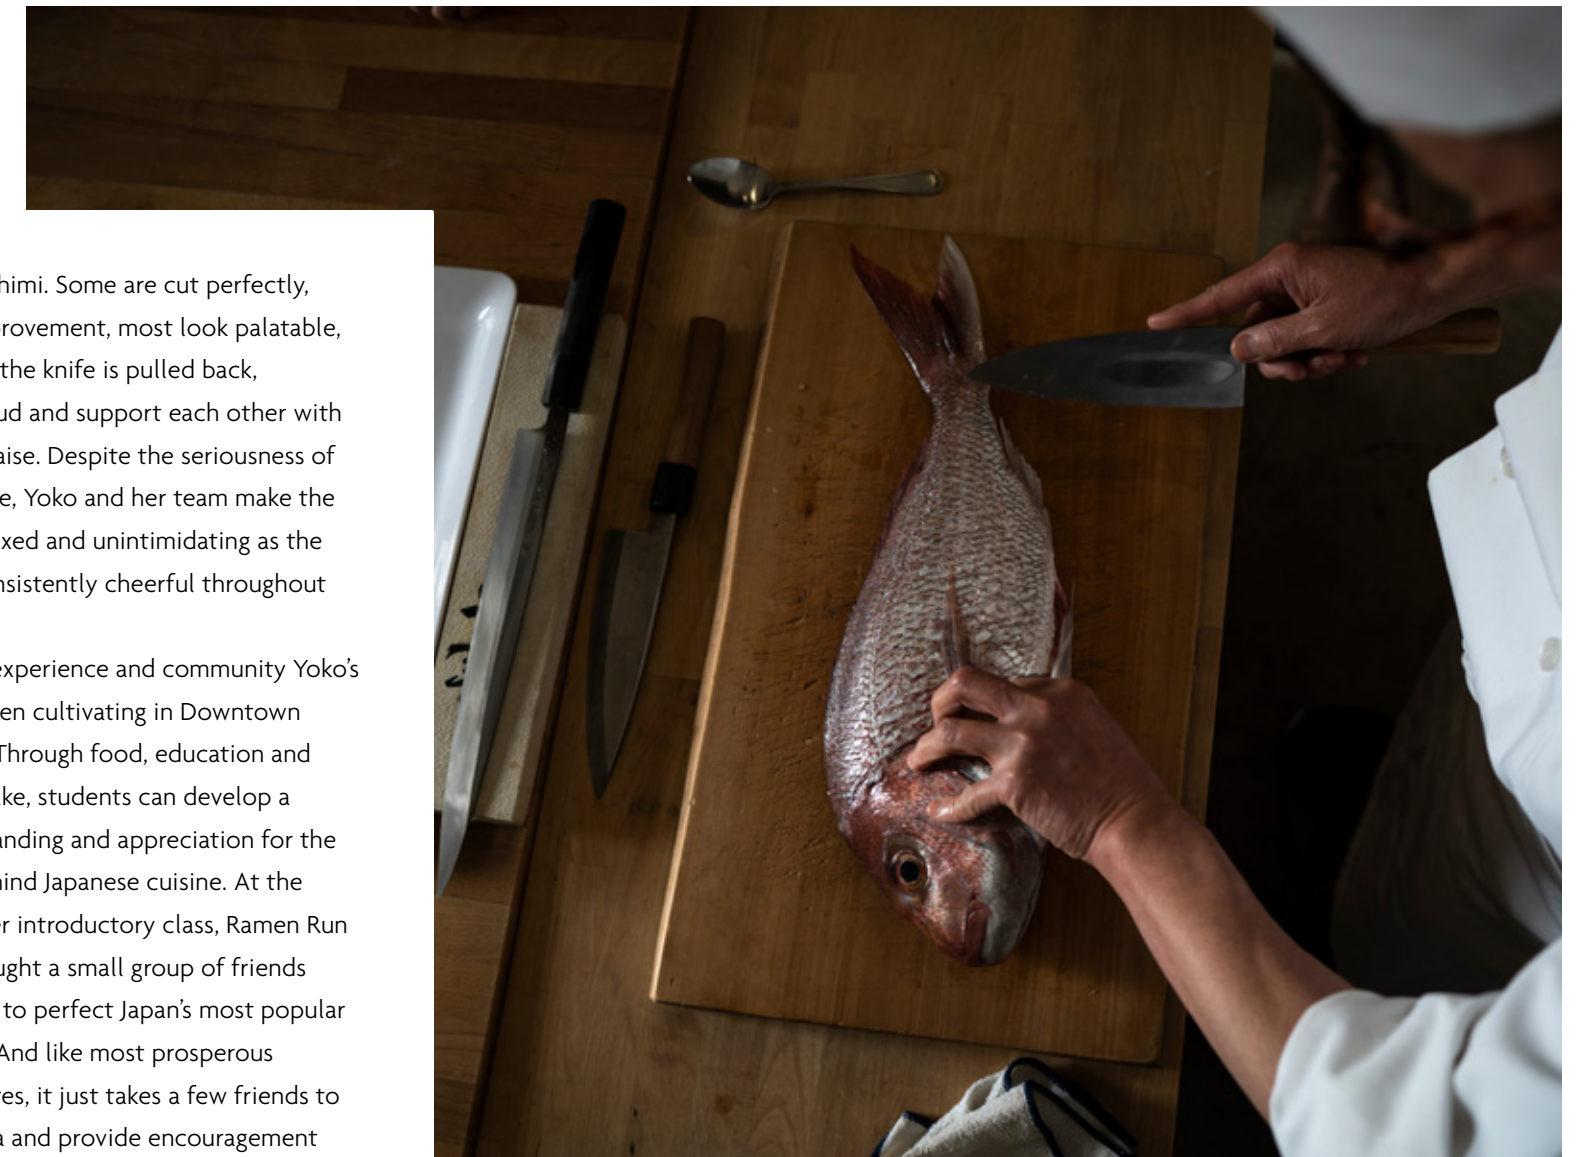 himi. Some are cut perfectly,
rovement, most look palatable,
the knife is pulled back,
ud and support each other with
aise. Despite the seriousness of
e, Yoko and her team make the
xed and unintimidating as the
nsistently cheerful throughout
experience and community Yoko’s
en cultivating in Downtown
Through food, education and
ke, students can develop a
anding and appreciation for the
hind Japanese cuisine. At the
er introductory class, Ramen Run
ught a small group of friends
to perfect Japan’s most popular
And like most prosperous
res, it just takes a few friends to
a and provide encouragement